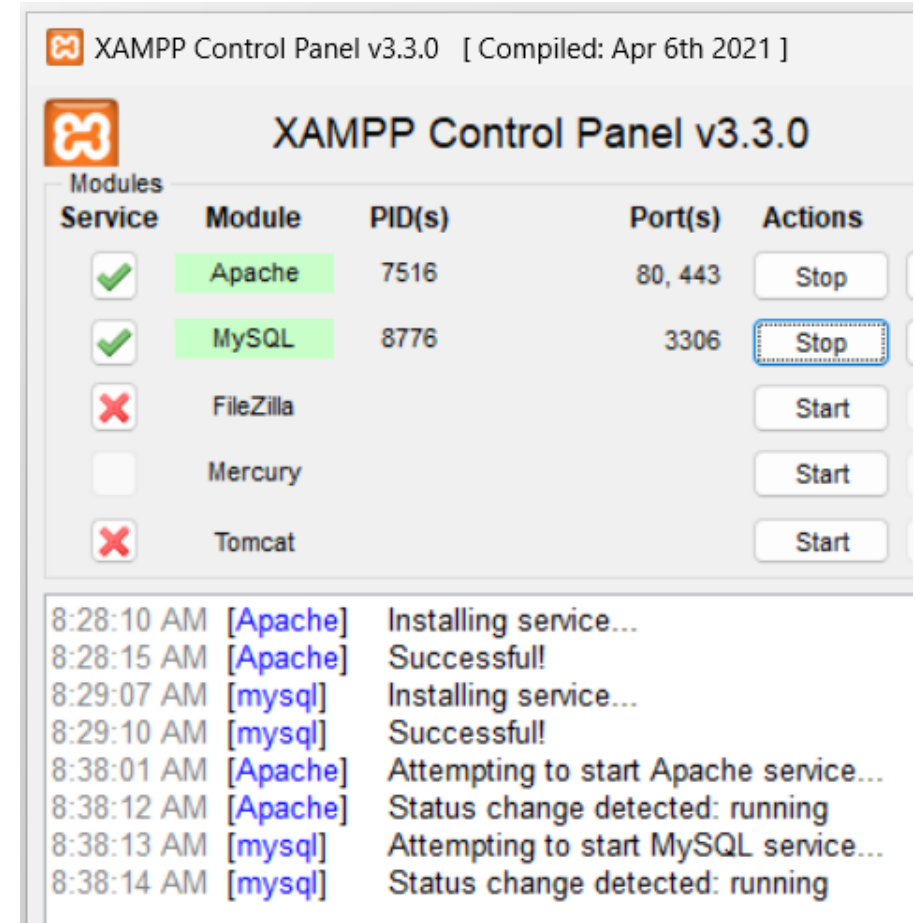 XAMPP Control Panel v3.3.0 [ Compiled: Apr 6th 2021 ]
XAMPP Control Panel v3.3.0
Modules
Service Module PID(s) Port(s) Actions
Apache 7516 80, 443 Stop
MySQL 8776 3306 Stop
FileZilla Start
Mercury Start
Tomcat Start
8:28:10 AM [Apache] Installing service...
8:28:15 AM [Apache] Successful!
8:29:07 AM [mysql] Installing service...
8:29:10 AM [mysql] Successful!
8:38:01 AM [Apache] Attempting to start Apache service...
8:38:12 AM [Apache] Status change detected: running
8:38:13 AM [mysql] Attempting to start MySQL service...
8:38:14 AM [mysql] Status change detected: running